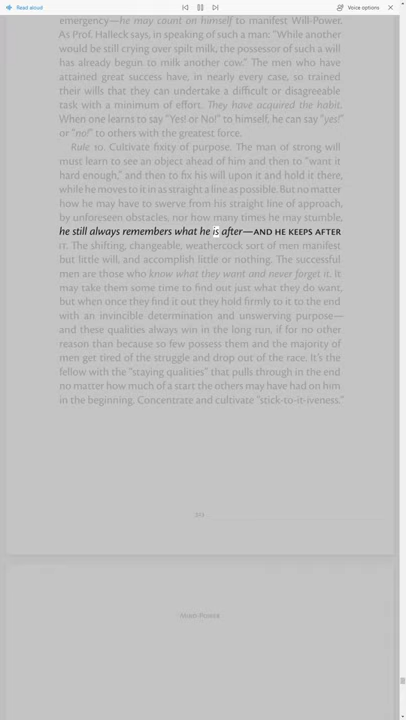 Read aloud
Voice options
emergency—he may count on himself to manifest Will-Power.
As Prof. Halleck says, in speaking of such a man: "While another
would be still crying over spilt milk, the possessor of such a will
has already begun to milk another cow." The men who have
attained great success have, in nearly every case, so trained
their wills that they can undertake a difficult or disagreeable
task with a minimum of effort. They have acquired the habit.
When one learns to say "Yes! or No!" to himself, he can say "yes!"
or "no!" to others with the greatest force.
Rule 10. Cultivate fixity of purpose. The man of strong will
must learn to see an object ahead of him and then to "want it
hard enough," and then to fix his will upon it and hold it there,
while he moves to it in as straight a line as possible. But no matter
how he may have to swerve from his straight line of approach,
by unforeseen obstacles, nor how many times he may stumble,
he still always remembers what he is after—AND HE KEEPS AFTER
IT. The shifting, changeable, weathercock sort of men manifest
but little will, and accomplish little or nothing. The successful
men are those who know what they want and never forget it. It
may take them some time to find out just what they do want,
but when once they find it out they hold firmly to it to the end
with an invincible determination and unswerving purpose—
and these qualities always win in the long run, if for no other
reason than because so few possess them and the majority of
men get tired of the struggle and drop out of the race. It's the
fellow with the "staying qualities" that pulls through in the end
no matter how much of a start the others may have had on him
in the beginning. Concentrate and cultivate "stick-to-it-iveness."